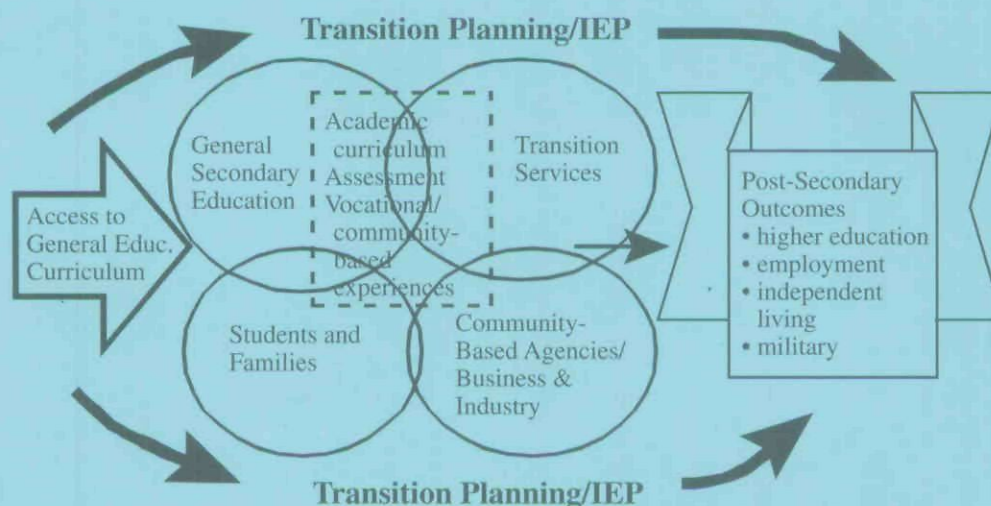 Transition Planning/IEP
Access to
General Educ.
Curriculum
General
Secondary
Education
Academic
curriculum
Assessment
Vocational/
community-
based
experiences
Transition
Services
Students and
Families
Community-
Based Agencies/
Business &
Industry
Post-Secondary
Outcomes
• higher education
• employment
• independent
living
• military
Transition Planning/IEP